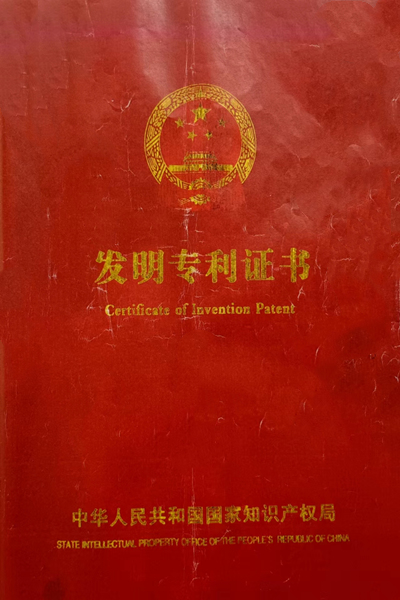 发明专利证书
Certificate of Invention Patent
中华人民共和国国家知识产权局
STATE INTELLECTUAL PROPERTY OFFICE OF THE PEOPLE'S REPUBLIC OF CHINA